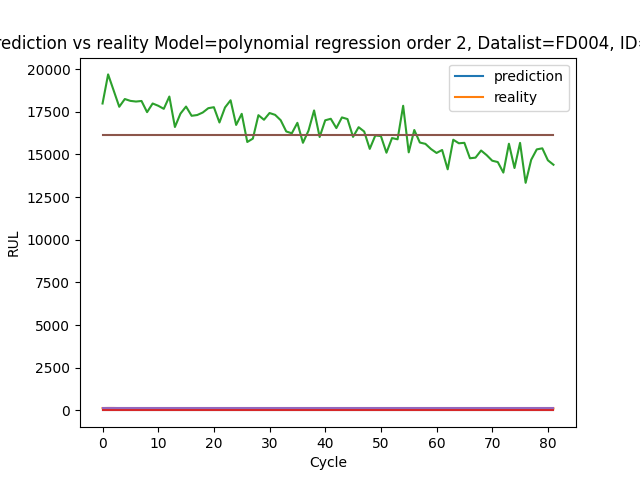 rediction vs reality Model=polynomial regression order 2, Datalist=FD004, ID=
20000
17500
15000
12500
10000
7500
5000
2500
0
RUL
prediction
reality
0 10 20 30 40 50 60 70 80
Cycle